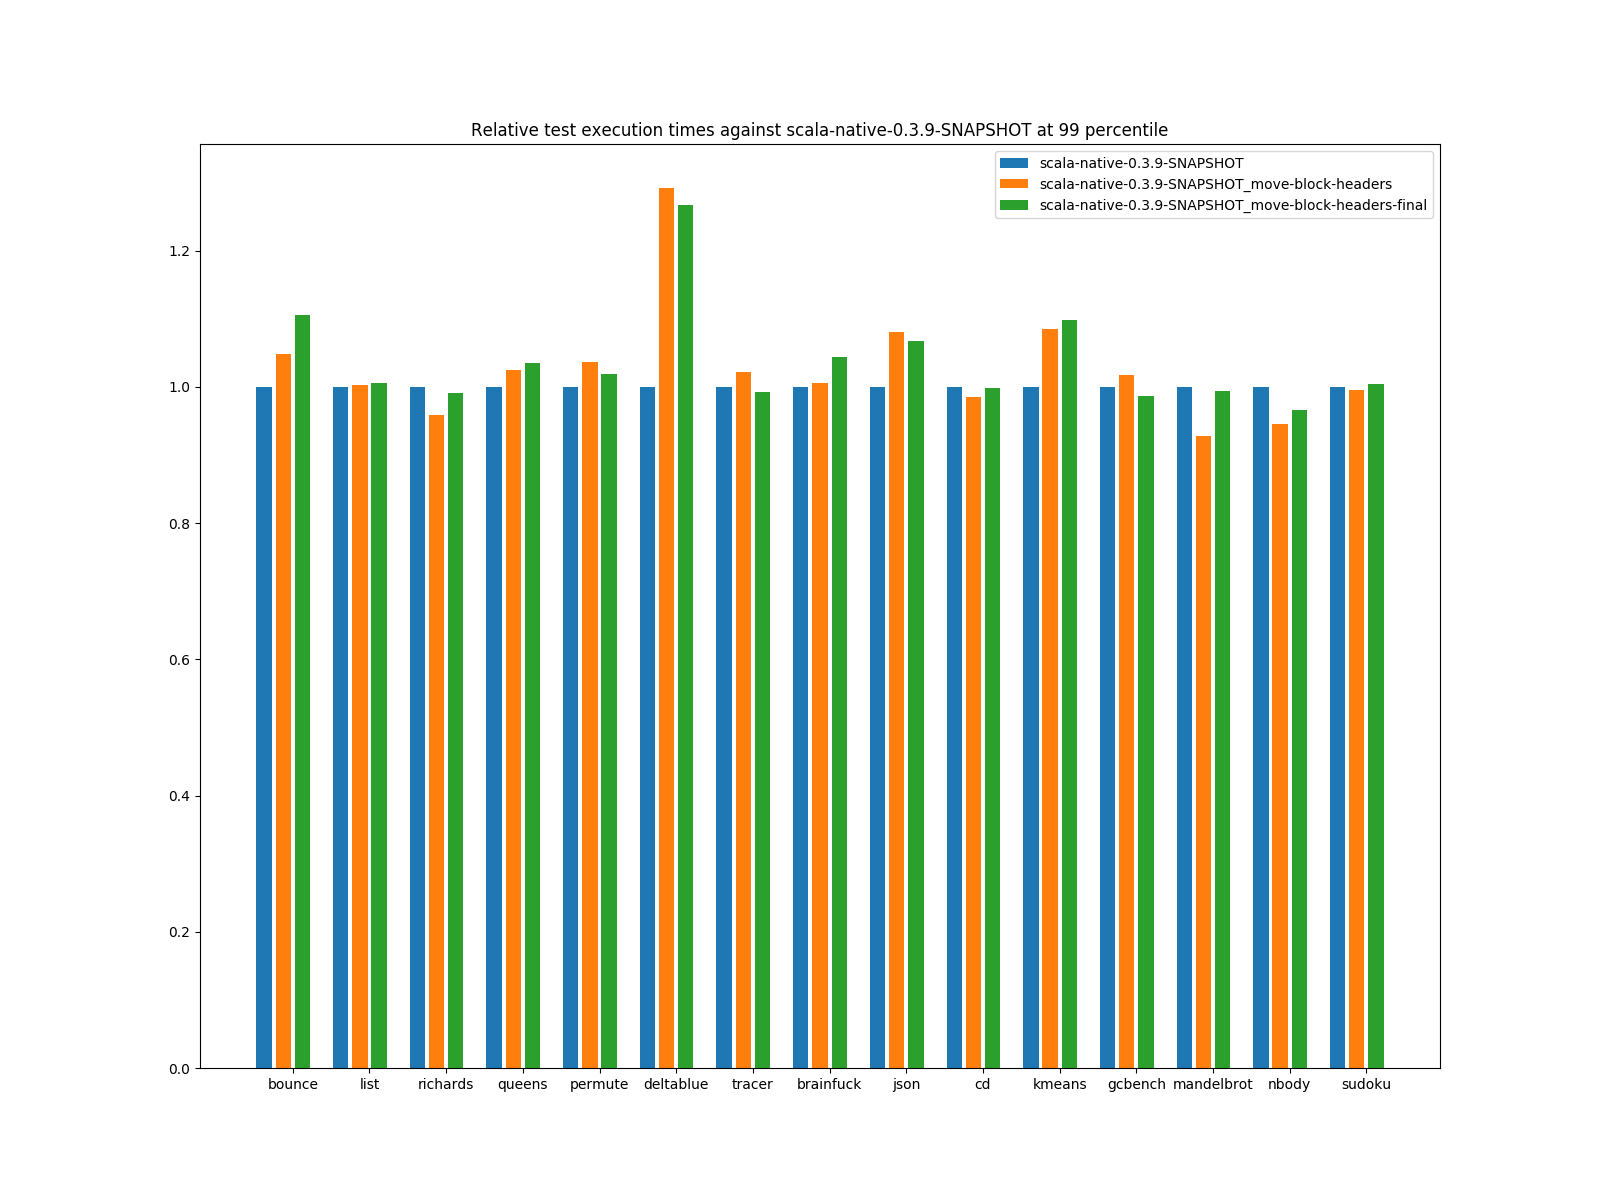 Relative test execution times against scala-native-0.3.9-SNAPSHOT at 99 percentile
scala-native-0.3.9-SNAPSHOT
scala-native-0.3.9-SNAPSHOT_move-block-headers
scala-native-0.3.9-SNAPSHOT_move-block-headers-final
1.2
1.0
0.8
0.6
0.4
0.2
0.0
bounce list richards queens permute deltablue tracer brainfuck json cd kmeans gcbench mandelbrot nbody sudoku